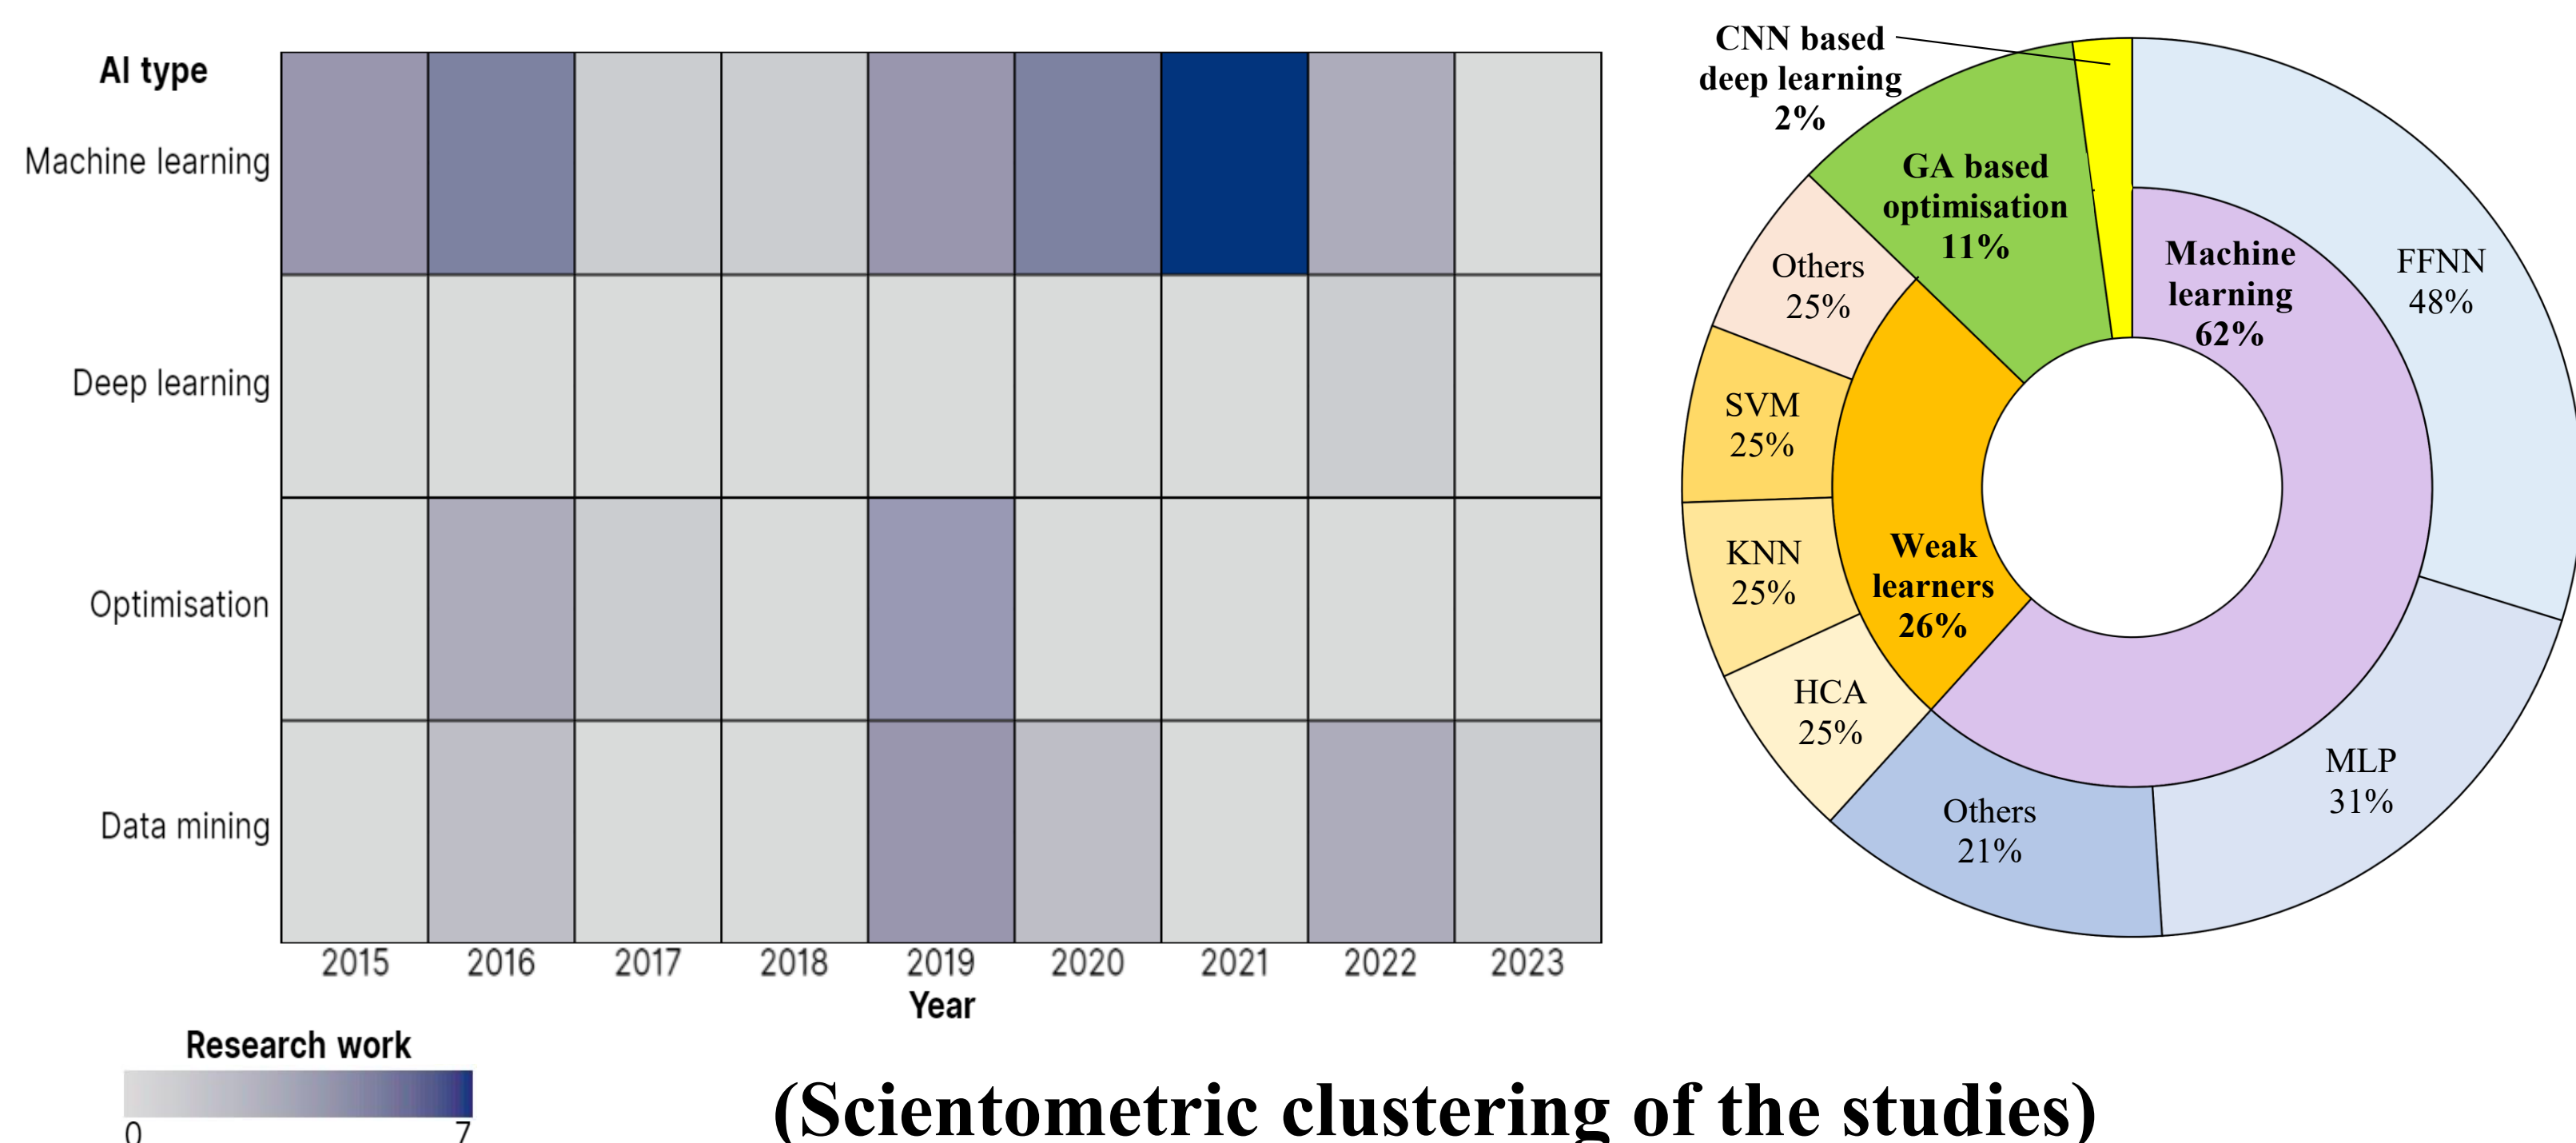 AI type
Machine learning
Deep learning
Optimisation
Data mining
2015 2016 2017 2018 2019 2020 2021 2022 2023
Year
Research work
0 7
CNN based
deep learning
2%
GA based
optimisation
11%
Machine
learning
62%
FFNN
48%
Others
25%
SVM
25%
KNN
25%
Weak
learners
26%
HCA
25%
MLP
31%
Others
21%
(Scientometric clustering of the studies)